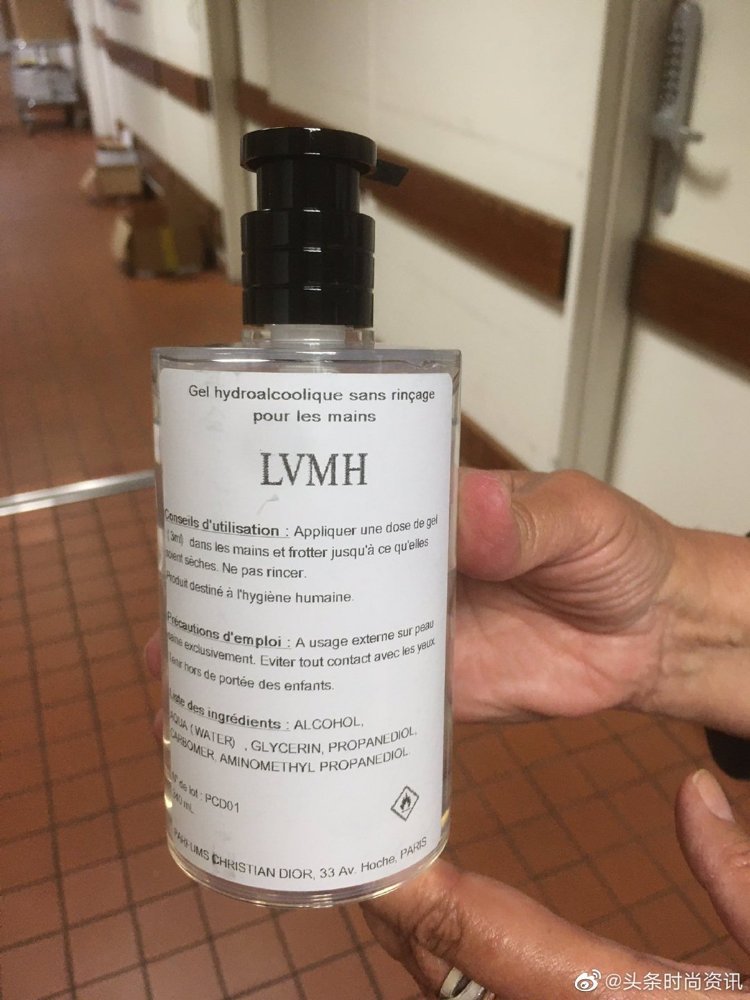 Gel hydroalcoolique sans rinçage
pour les mains
LVMH
Conseils d'utilisation : Appliquer une dose de gel
(3ml) dans les mains et frotter jusqu'à ce qu'elles
soient sèches. Ne pas rincer.
Produit destiné à l'hygiène humaine.
Précautions d'emploi : A usage externe sur peau
saine exclusivement. Eviter tout contact avec les yeux.
Tenir hors de portée des enfants.
Liste des ingrédients : ALCOHOL,
AQUA (WATER) , GLYCERIN, PROPANEDIOL,
CARBOMER, AMINOMETHYL PROPANEDIOL.
N° de lot : PCD01
340 mL
PARFUMS CHRISTIAN DIOR, 33 Av. Hoche, PARIS
@头条时尚资讯